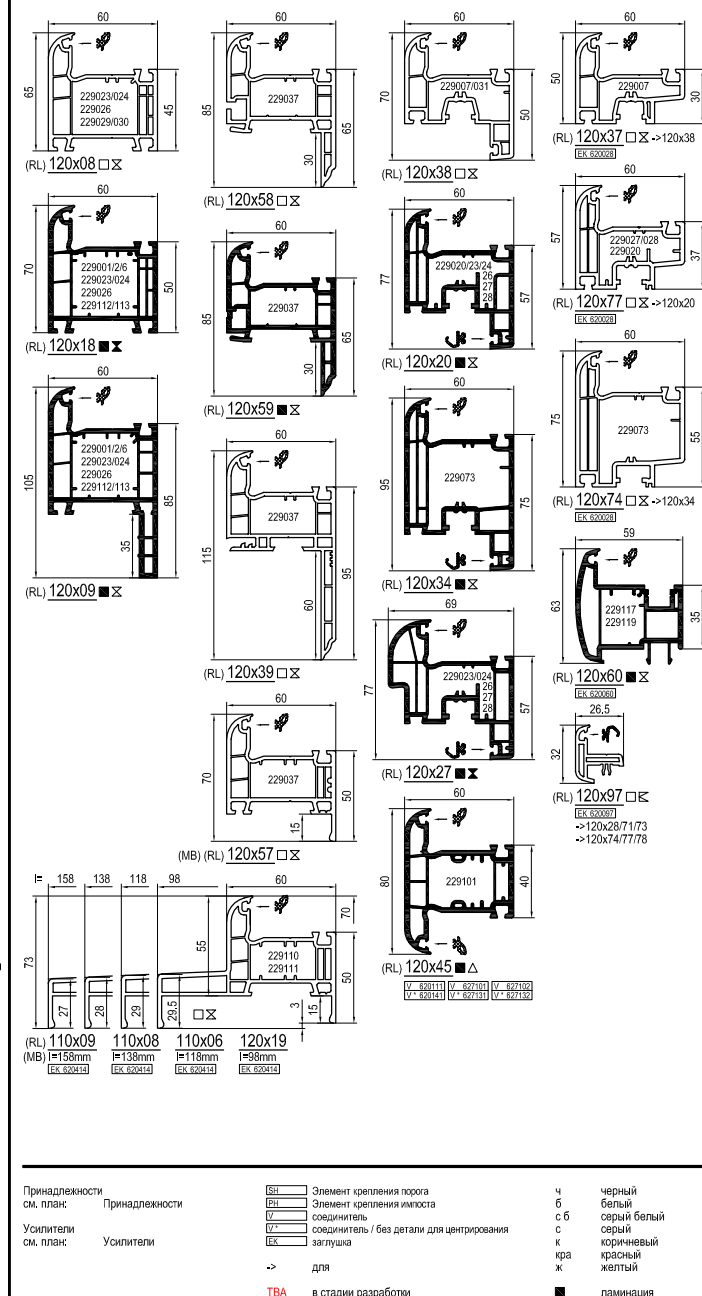 60
65
229023/024
229026
229029/030
45
(RL) 120x08 □⧖
60
85
229037
65
30
(RL) 120x58 □⧖
60
70
229007/031
50
(RL) 120x38 □⧖
60
50
229007
30
(RL) 120x37 □⧖ ->120x38
EK 620028
60
70
229001/2/6
229023/024
229026
229112/113
50
(RL) 120x18 ■⧗
60
85
229037
65
30
(RL) 120x59 ■⧖
60
77
229020/23/24
26
27
28
57
(RL) 120x20 ■⧖
60
57
229027/028
229020
37
(RL) 120x77 □⧖ ->120x20
EK 620028
60
105
229001/2/6
229023/024
229026
229112/113
85
35
(RL) 120x09 ■⧖
60
115
229037
95
60
(RL) 120x39 □⧖
60
95
229073
75
(RL) 120x34 ■⧖
60
75
229073
55
(RL) 120x74 □⧖ ->120x34
EK 620028
59
63
229117
229119
35
(RL) 120x60 ■⧖
EK 620060
69
77
229023/024
26
27
28
57
(RL) 120x27 ■⧗
26,5
32
(RL) 120x97 □
EK 620097
->120x28/71/73
->120x74/77/78
60
70
229037
50
15
(MB) (RL) 120x57 □⧖
60
80
229101
40
(RL) 120x45 ■△
V 620111 V 627101 V 627102
V* 620141 V* 627131 V* 627132
l= 158 138 118 98 60
73
55
70
229110
229111
50
27 28 29 29,5 □⧖ 3 15
(RL) 110x09 110x08 110x06 120x19
(MB) l=158mm l=138mm l=118mm l=98mm
EK 620414 EK 620414 EK 620414 EK 620414
Принадлежности
см. план: Принадлежности
Усилители
см. план: Усилители
SH Элемент крепления порога
PH Элемент крепления импоста
V соединитель
V* соединитель / без детали для центрирования
EK заглушка
-> для
TBA в стадии разработки
ч черный
б белый
с б серый белый
с серый
к коричневый
кра красный
ж желтый
■ ламинация